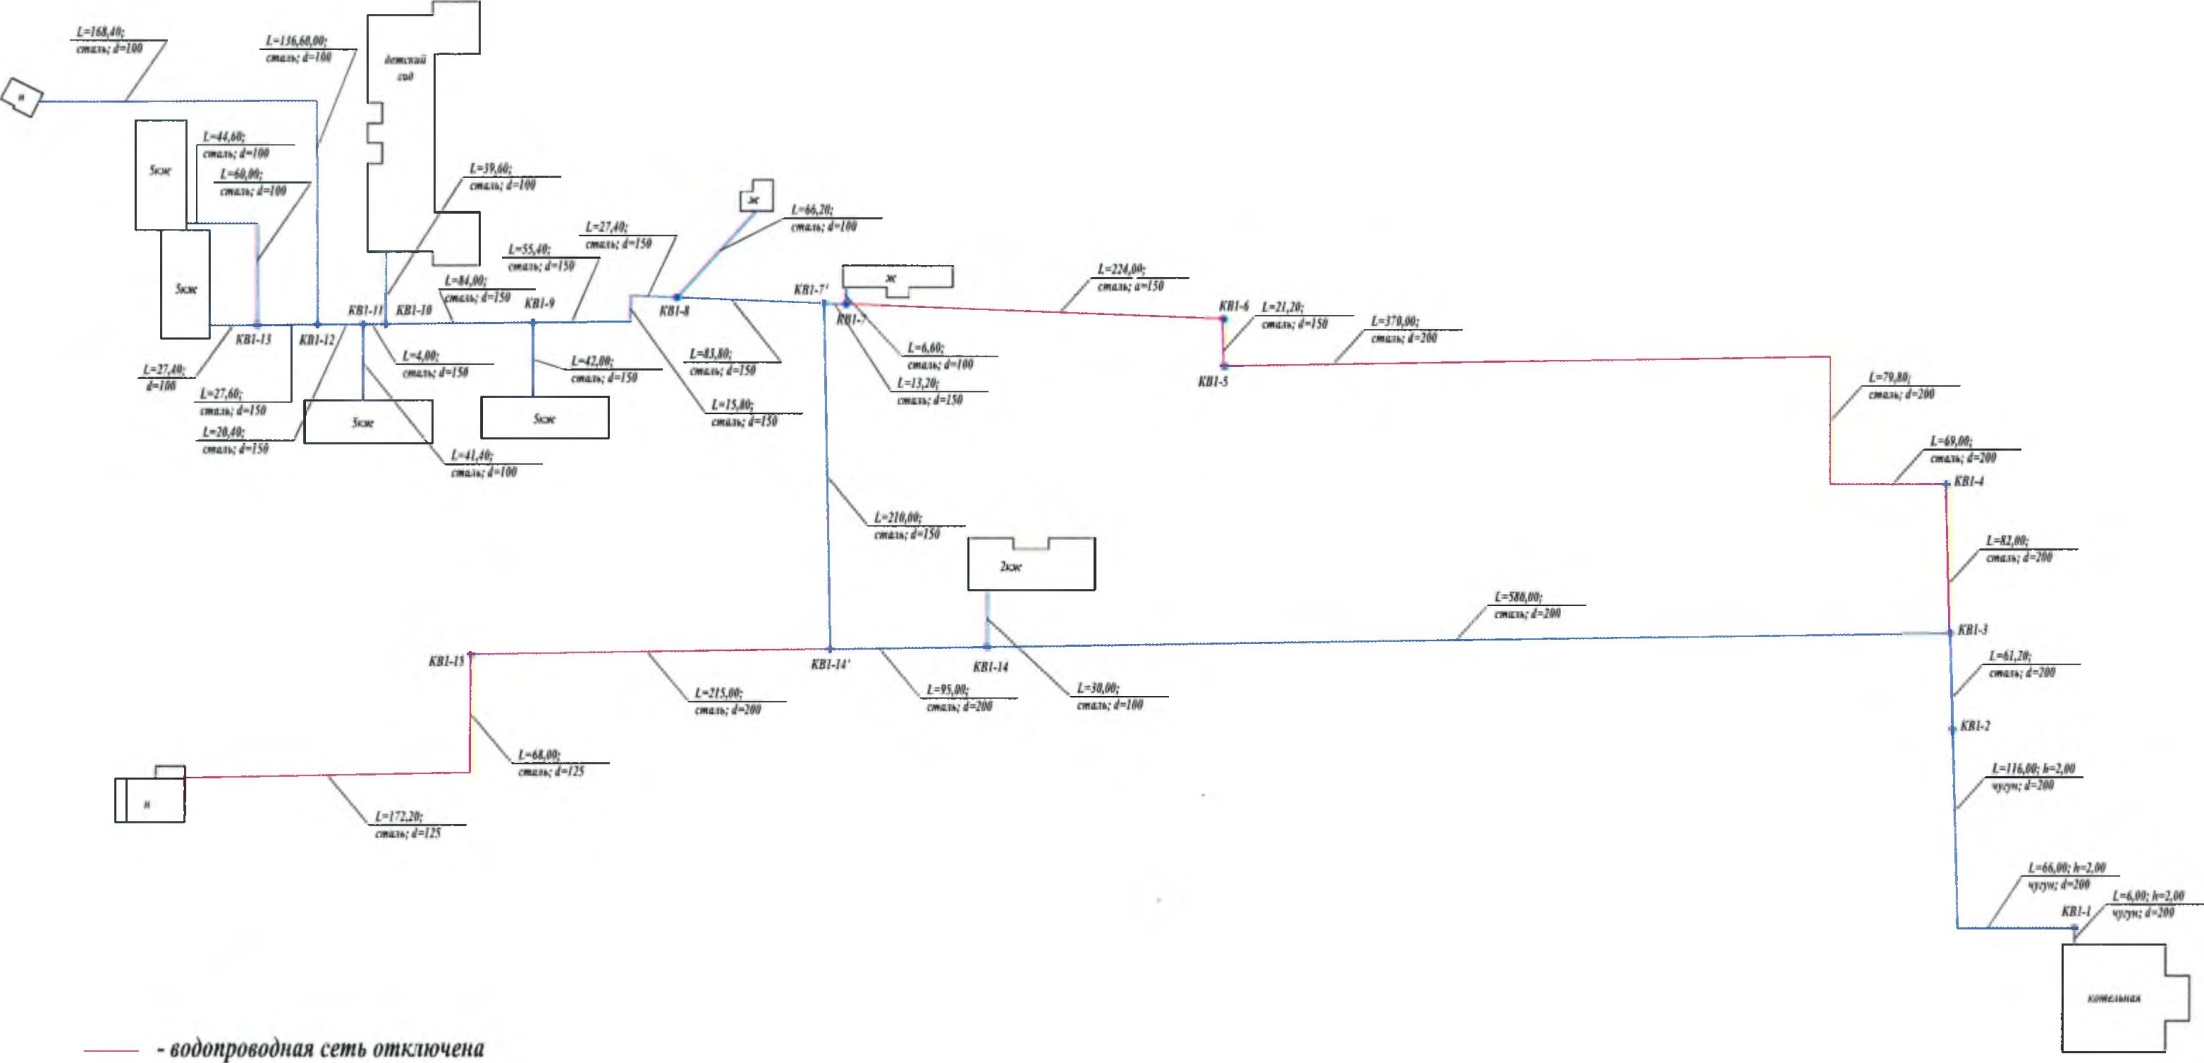 L=168,40;
сталь; d=100
L=136,60,00;
сталь; d=100
детский
сад
н
L=44,60;
сталь; d=100
5кже
L=60,00;
сталь; d=100
L=39,60;
сталь; d=100
ж
L=66,20;
сталь; d=100
L=27,40;
сталь; d=150
L=55,40;
сталь; d=150
L=84,00;
сталь; d=150
5кже
КВ1-11
КВ1-10
КВ1-9
КВ1-8
КВ1-7'
ж
КВ1-7
L=224,00;
сталь; d=150
КВ1-6
L=21,20;
сталь; d=150
L=370,00;
сталь; d=200
КВ1-13
КВ1-12
L=4,00;
сталь; d=150
L=42,00;
сталь; d=150
L=83,80;
сталь; d=150
L=6,60;
сталь; d=100
L=13,20;
сталь; d=150
КВ1-5
L=27,40;
d=100
L=27,60;
сталь; d=150
L=20,40;
сталь; d=150
5кже
5кже
L=15,80;
сталь; d=150
L=79,80;
сталь; d=200
L=41,40;
сталь; d=100
L=69,00;
сталь; d=200
КВ1-4
L=210,00;
сталь; d=150
L=82,00;
сталь; d=200
2кже
L=580,00;
сталь; d=200
КВ1-3
КВ1-15
КВ1-14'
КВ1-14
L=61,20;
сталь; d=200
L=215,00;
сталь; d=200
L=95,00;
сталь; d=200
L=30,00;
сталь; d=100
КВ1-2
L=68,00;
сталь; d=125
L=116,00; h=2,00
чугун; d=200
н
L=172,20;
сталь; d=125
L=66,00; h=2,00
чугун; d=200
L=6,00; h=2,00
чугун; d=200
КВ1-1
котельная
- водопроводная сеть отключена